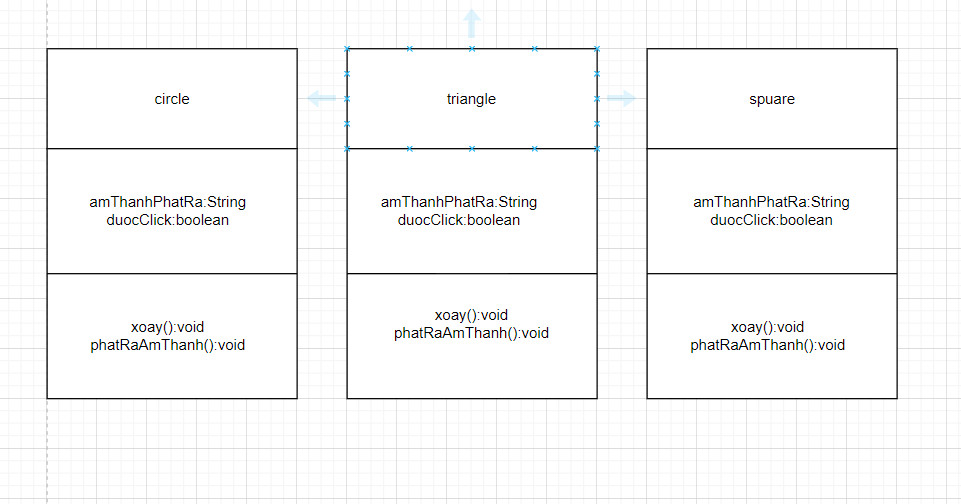 circle
amThanhPhatRa:String
duocClick:boolean
xoay():void
phatRaAmThanh():void
triangle
amThanhPhatRa:String
duocClick:boolean
xoay():void
phatRaAmThanh():void
spuare
amThanhPhatRa:String
duocClick:boolean
xoay():void
phatRaAmThanh():void